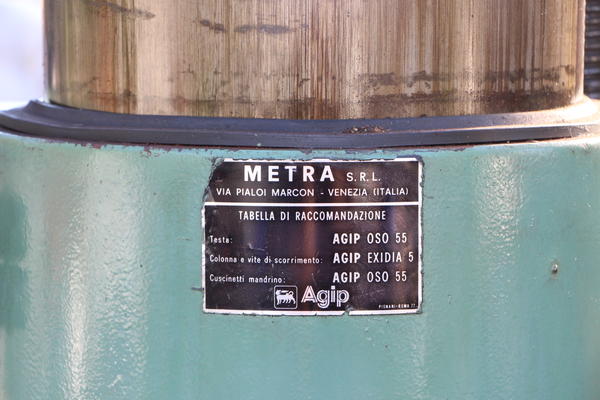 METRA S.R.L.
VIA PIALOI MARCON - VENEZIA (ITALIA)
TABELLA DI RACCOMANDAZIONE
Testa: AGIP OSO 55
Colonna e vite di scorrimento: AGIP EXIDIA 5
Cuscinetti mandrino: AGIP OSO 55
Agip